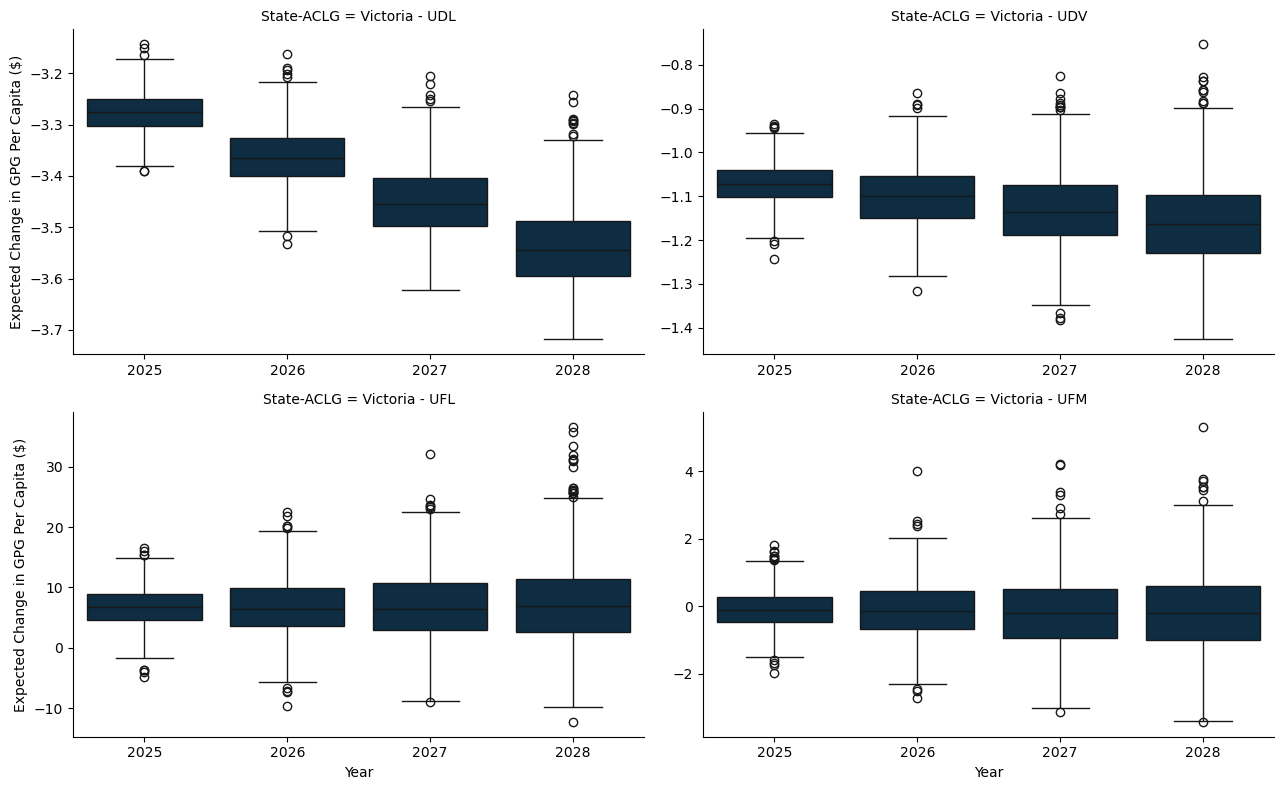 State-ACLG = Victoria - UDL
Expected Change in GPG Per Capita ($)
−3.2
−3.3
−3.4
−3.5
−3.6
−3.7
2025 2026 2027 2028
State-ACLG = Victoria - UDV
−0.8
−0.9
−1.0
−1.1
−1.2
−1.3
−1.4
2025 2026 2027 2028
State-ACLG = Victoria - UFL
Expected Change in GPG Per Capita ($)
30
20
10
0
−10
2025 2026 2027 2028
Year
State-ACLG = Victoria - UFM
4
2
0
−2
2025 2026 2027 2028
Year